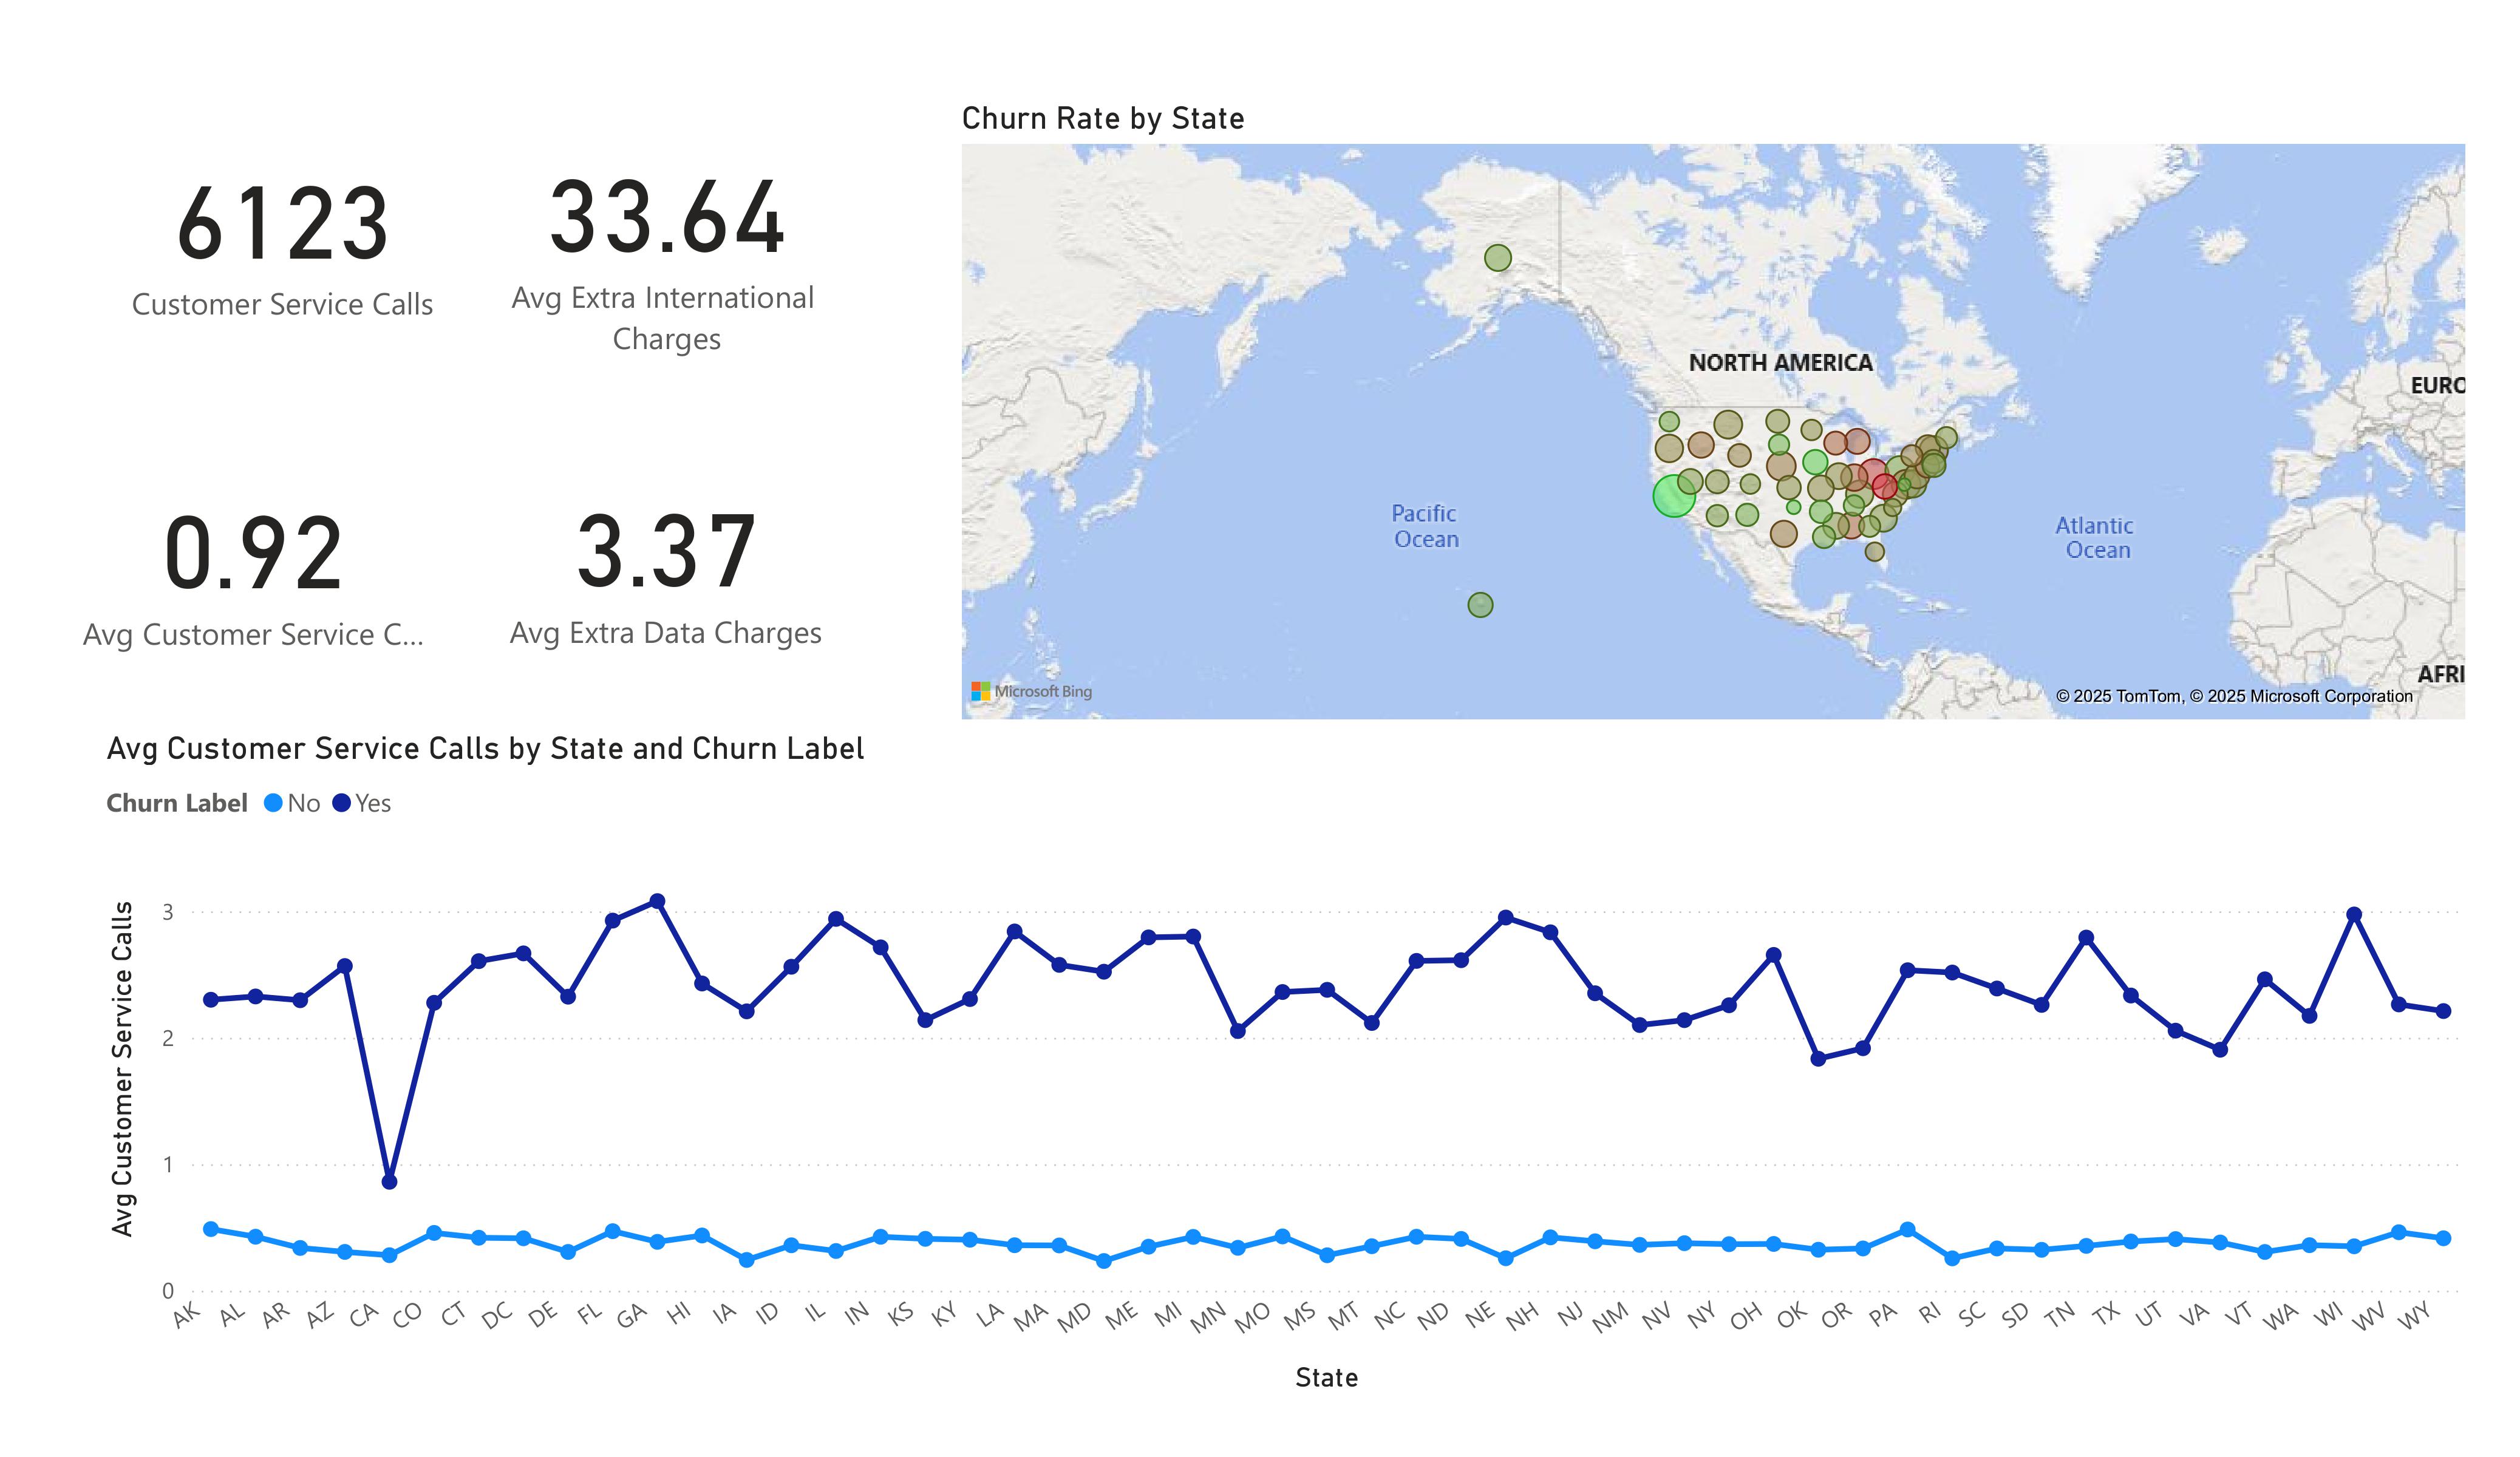 6123
Customer Service Calls
33.64
Avg Extra International
Charges
0.92
Avg Customer Service C...
3.37
Avg Extra Data Charges
Churn Rate by State
NORTH AMERICA
EURO
Pacific
Ocean
Atlantic
Ocean
AFRI
Microsoft Bing
© 2025 TomTom, © 2025 Microsoft Corporation
Avg Customer Service Calls by State and Churn Label
Churn Label No Yes
Avg Customer Service Calls
3
2
1
0
AK AL AR AZ CA CO CT DC DE FL GA HI IA ID IL IN KS KY LA MA MD ME MI MN MO MS MT NC ND NE NH NJ NM NV NY OH OK OR PA RI SC SD TN TX UT VA VT WA WI WV WY
State